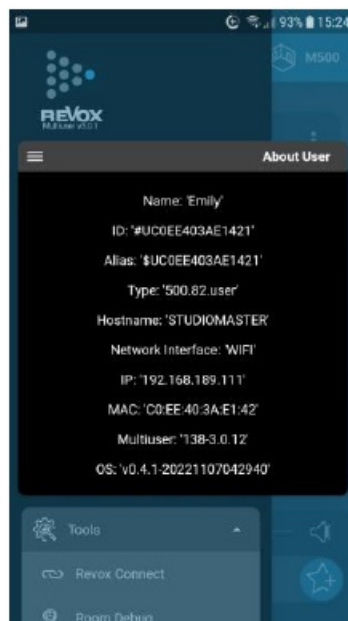 93% 15:24
M500
REVOX
Multiuser v3.0.1
About User
Name: 'Emily'
ID: '#UC0EE403AE1421'
Alias: '$UC0EE403AE1421'
Type: '500.82.user'
Hostname: 'STUDIOMASTER'
Network Interface: 'WIFI'
IP: '192.168.189.111'
MAC: 'C0:EE:40:3A:E1:42'
Multiuser: '138-3.0.12'
OS: 'v0.4.1-20221107042940'
Tools
Revox Connect
Room Debug